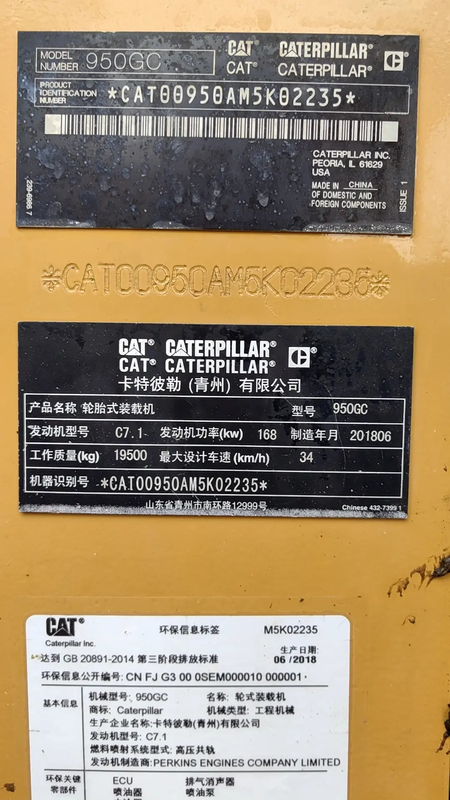 MODEL NUMBER 950GC
CAT® CATERPILLAR® C
CAT® CATERPILLAR®
PRODUCT IDENTIFICATION NUMBER *CAT00950AM5K02235*
CATERPILLAR INC.
PEORIA, IL 61629
USA
MADE IN CHINA
OF DOMESTIC AND
FOREIGN COMPONENTS
ISSUE 1
239-6986 7
*CAT00950AM5K02235*
CAT® CATERPILLAR® C
CAT® CATERPILLAR®
卡特彼勒 (青州) 有限公司
产品名称 轮胎式装载机 型号 950GC
发动机型号 C7.1 发动机功率(kw) 168 制造年月 201806
工作质量(kg) 19500 最大设计车速(km/h) 34
机器识别号 *CAT00950AM5K02235*
山东省青州市南环路12999号
Chinese 432-7399 1
CAT® 环保信息标签 M5K02235
Caterpillar Inc.
生产日期:
达到 GB 20891-2014 第三阶段排放标准 06 / 2018
环保信息公开编号: CN FJ G3 00 0SEM000010 000001
基本信息
机械型号: 950GC 名称: 轮式装载机
商标: Caterpillar 机械类型: 工程机械
生产企业名称:卡特彼勒(青州)有限公司
发动机型号: C7.1
燃料喷射系统型式: 高压共轨
发动机制造商: PERKINS ENGINES COMPANY LIMITED
环保关键零部件
ECU 排气消声器
喷油器 喷油泵